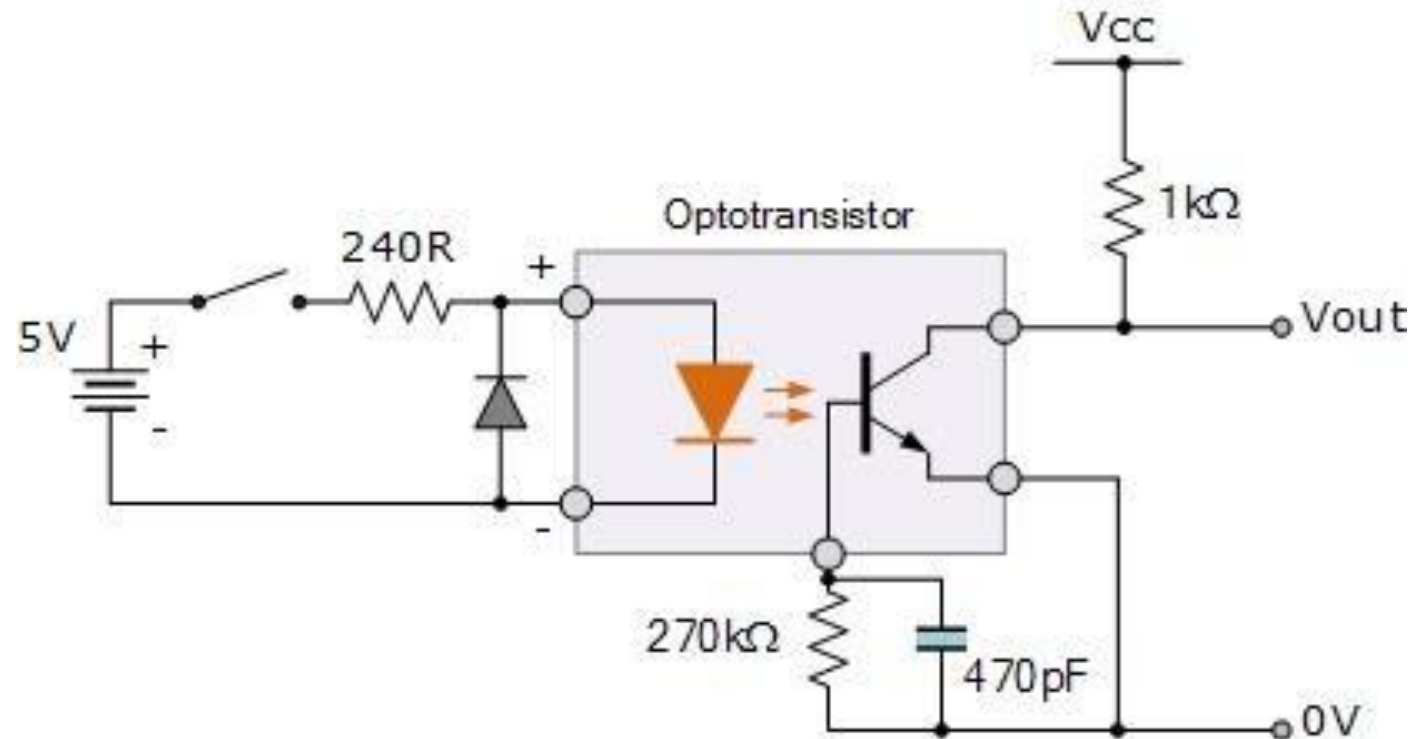 Vcc
1kΩ
Optotransistor
240R
+
5V
+
Vout
-
-
270kΩ
470pF
0V